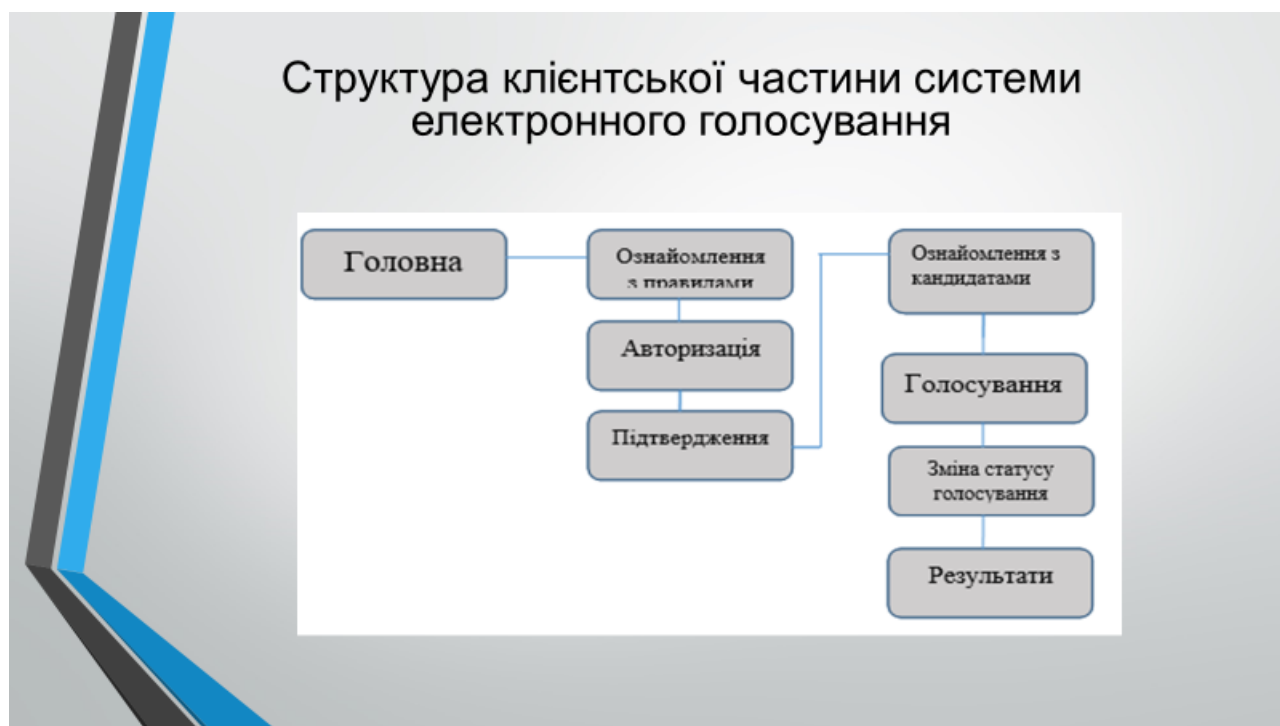 Структура клієнтської частини системи
електронного голосування
Головна
Ознайомлення
з правилами
Авторизація
Підтвердження
Ознайомлення з
кандидатами
Голосування
Зміна статусу
голосування
Результати